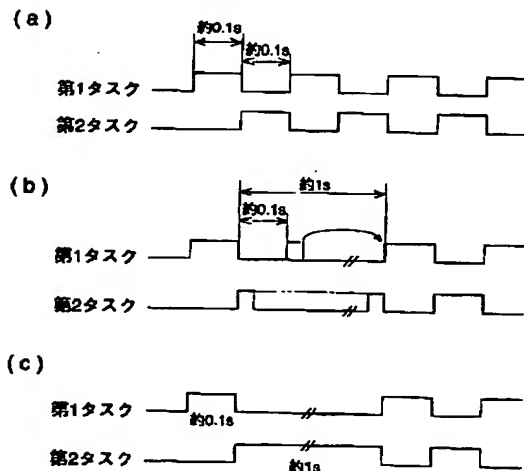 (a)
約0.1s
約0.1s
第1タスク
第2タスク
(b)
約1s
約0.1s
第1タスク
第2タスク
(c)
第1タスク
約0.1s
第2タスク
約1s